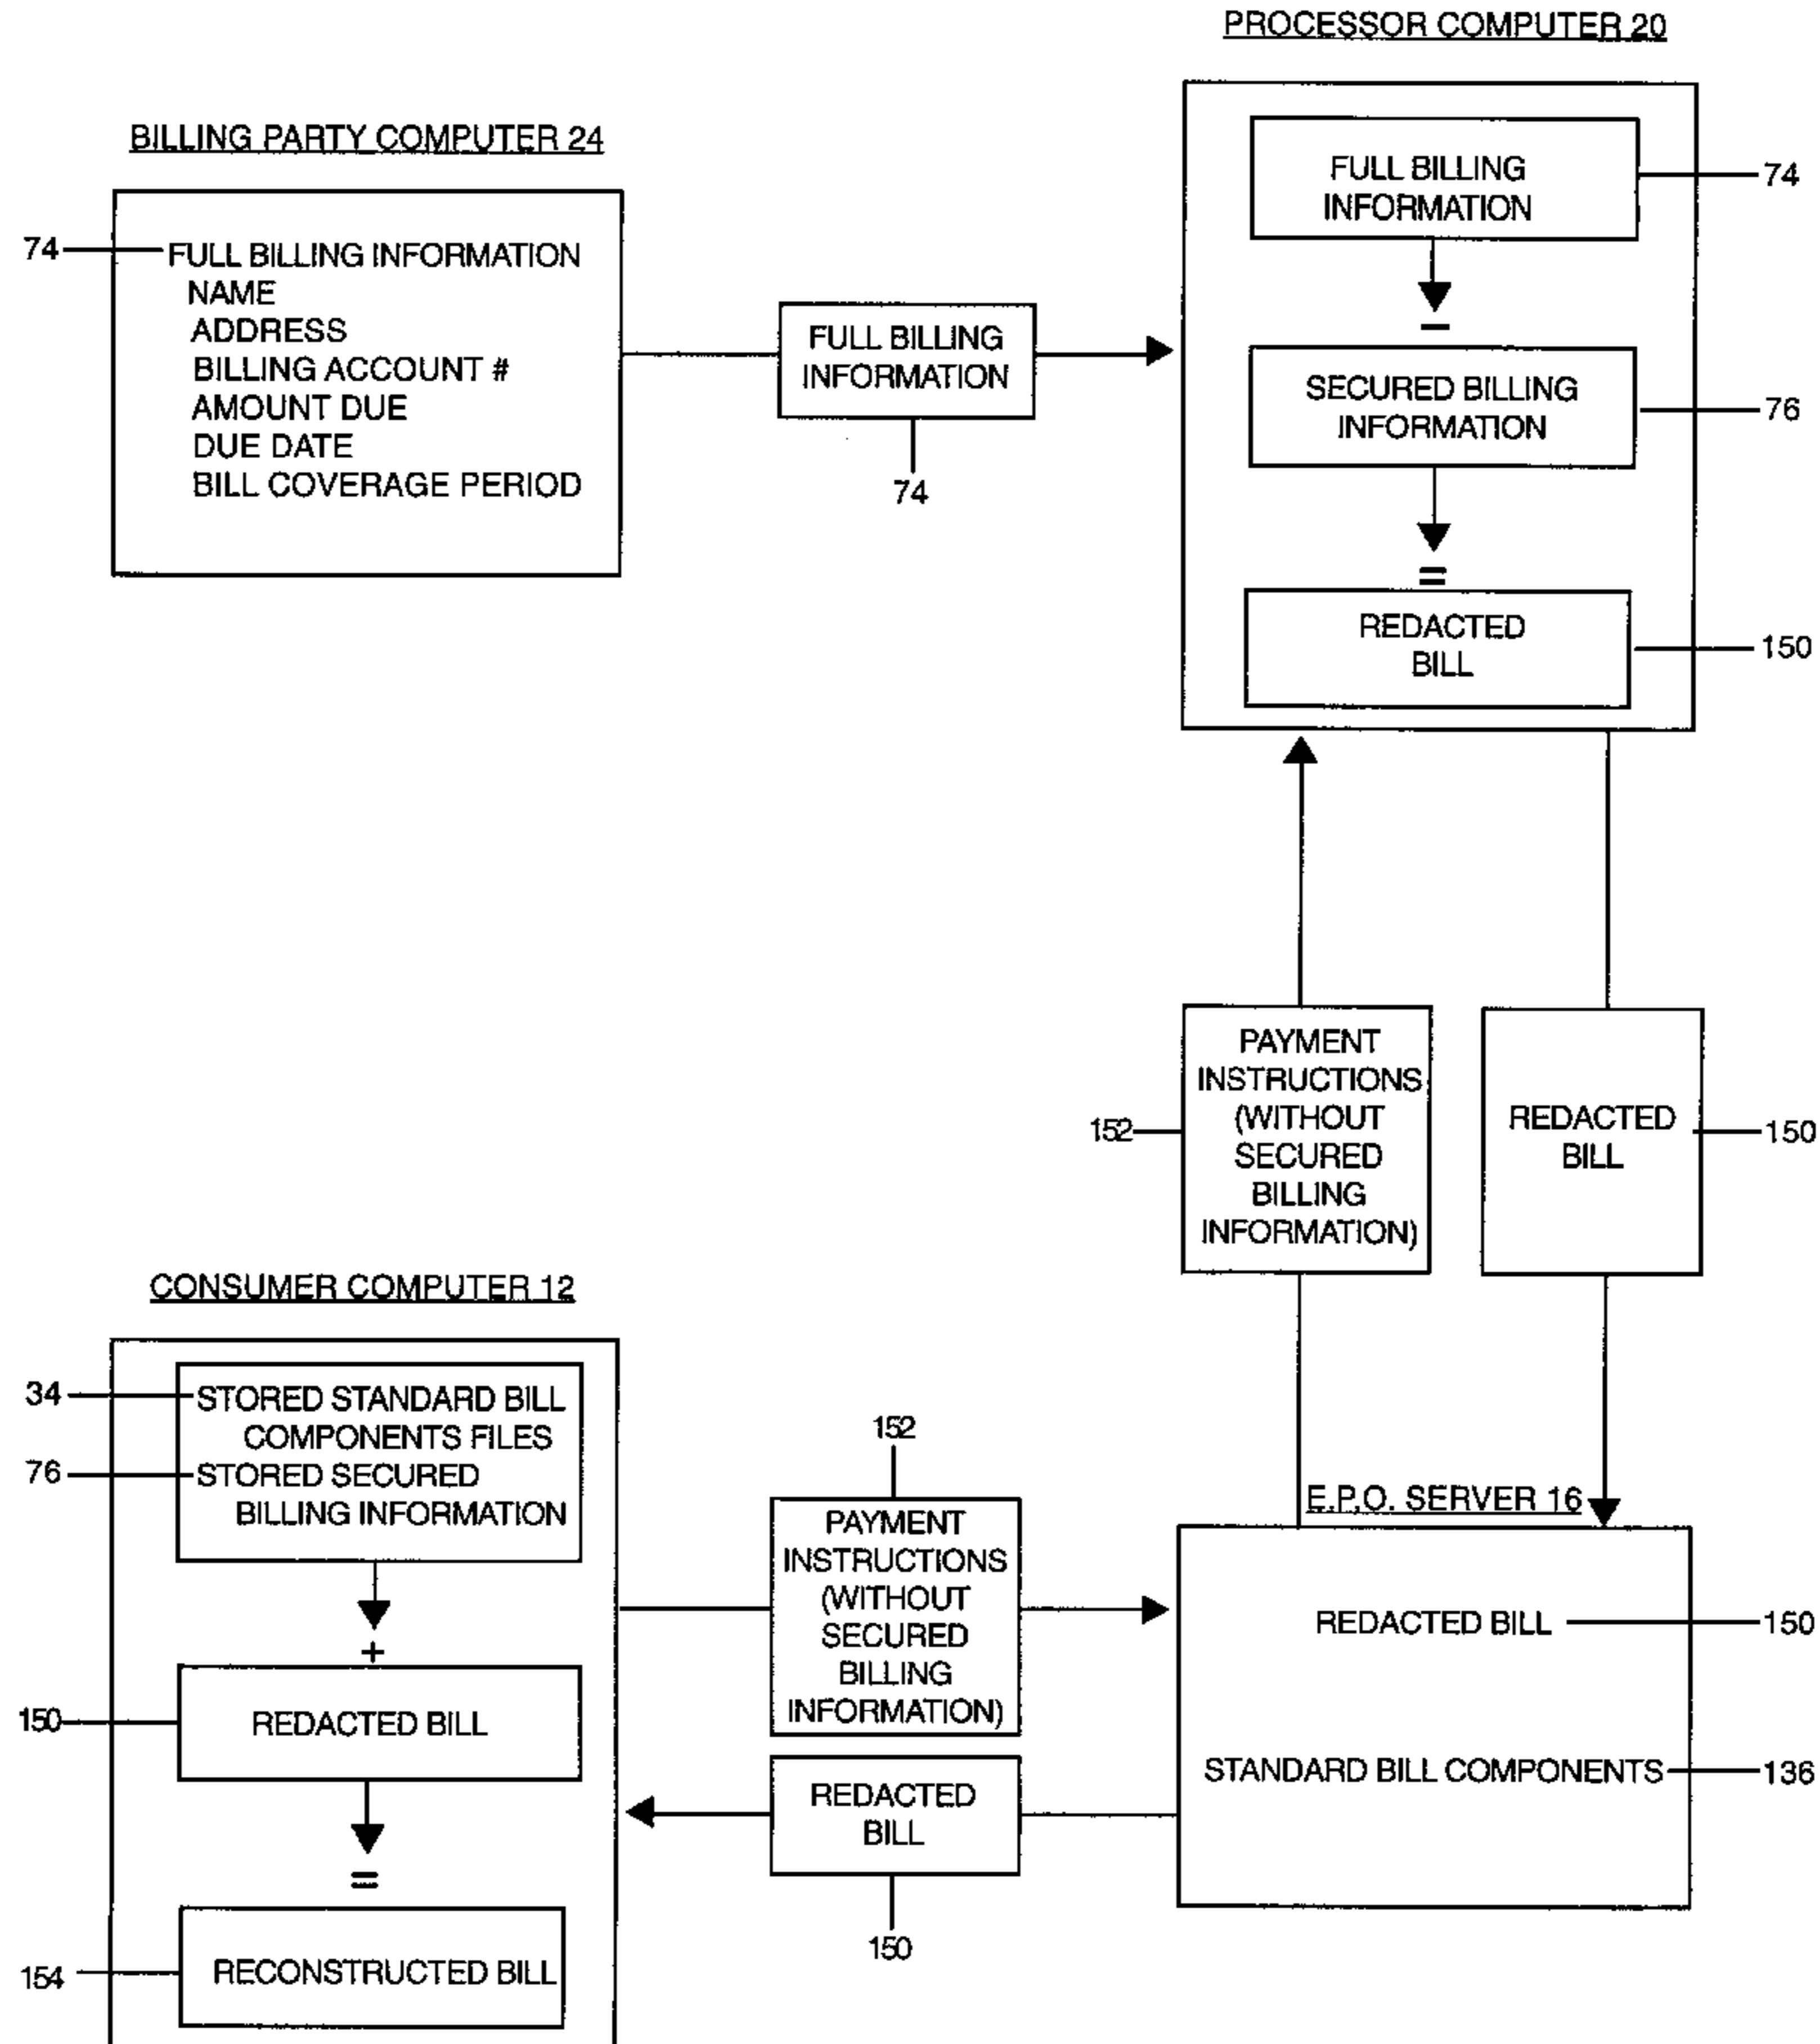 PROCESSOR COMPUTER 20
BILLING PARTY COMPUTER 24
FULL BILLING
INFORMATION
74
74
FULL BILLING INFORMATION
NAME
ADDRESS
BILLING ACCOUNT #
AMOUNT DUE
DUE DATE
BILL COVERAGE PERIOD
FULL BILLING
INFORMATION
74
–
SECURED BILLING
INFORMATION
76
=
REDACTED
BILL
150
PAYMENT
INSTRUCTIONS
(WITHOUT
SECURED
BILLING
INFORMATION)
152
REDACTED
BILL
150
CONSUMER COMPUTER 12
34
STORED STANDARD BILL
COMPONENTS FILES
76
STORED SECURED
BILLING INFORMATION
+
150
REDACTED BILL
=
154
RECONSTRUCTED BILL
152
PAYMENT
INSTRUCTIONS
(WITHOUT
SECURED
BILLING
INFORMATION)
REDACTED
BILL
150
E.P.O. SERVER 16
REDACTED BILL
150
STANDARD BILL COMPONENTS
136